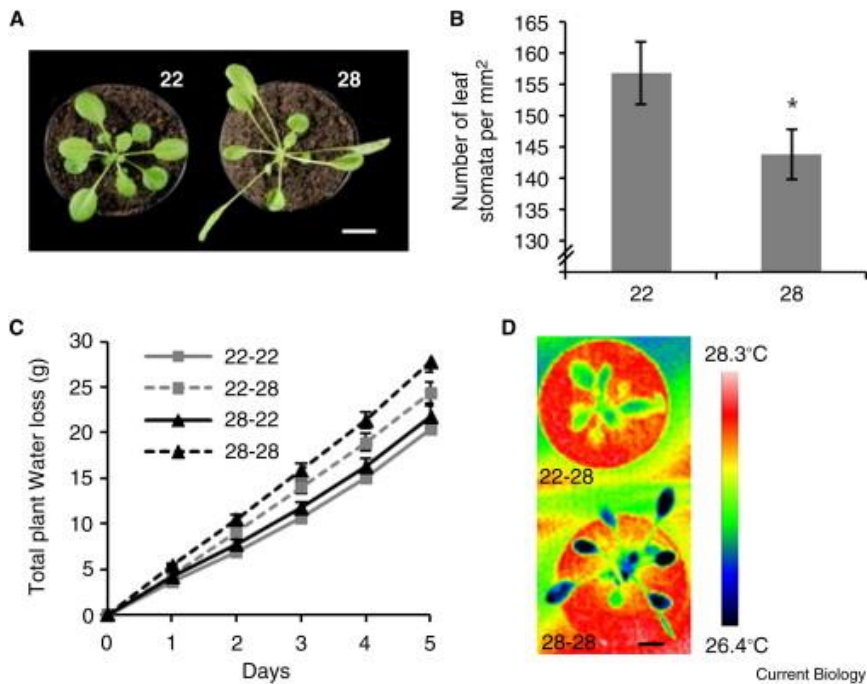 A
22
28
B
Number of leaf
stomata per mm²
165
160
155
150
145
140
135
130
*
22
28
C
Total plant Water loss (g)
30
25
20
15
10
5
0
22-22
22-28
28-22
28-28
0 1 2 3 4 5
Days
D
28.3°C
22-28
28-28
26.4°C
Current Biology